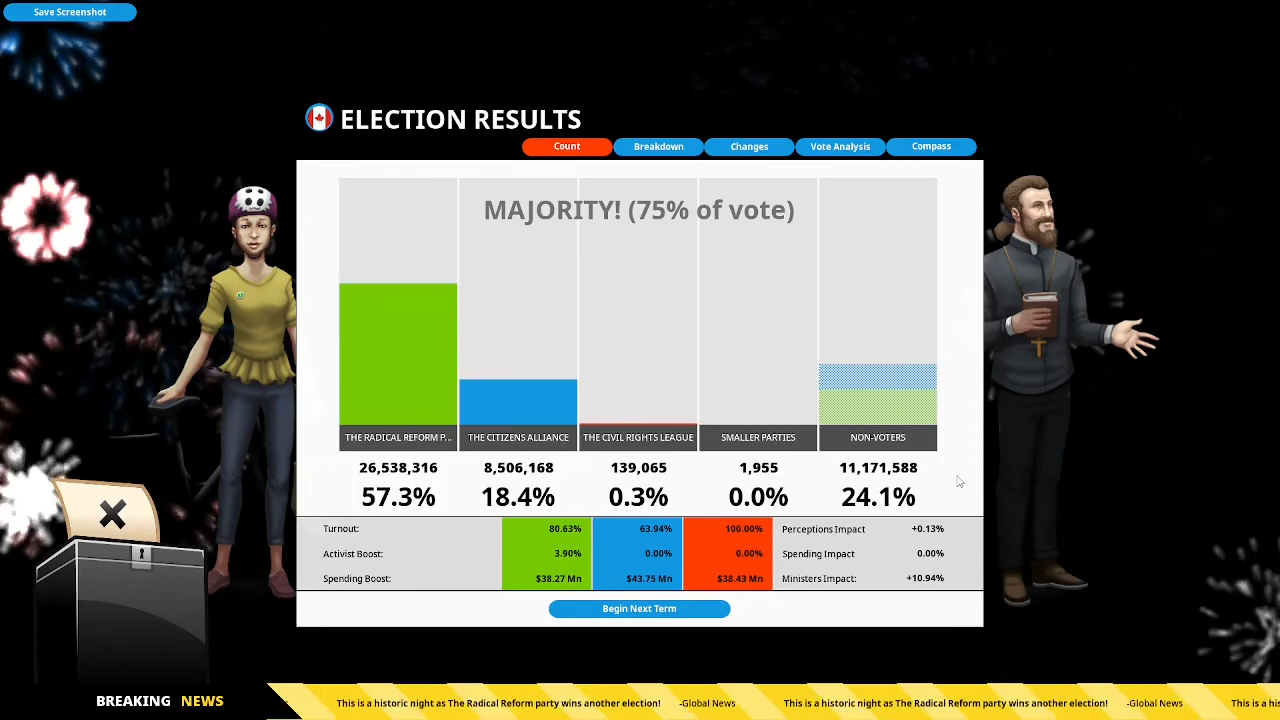 Save Screenshot
ELECTION RESULTS
Count Breakdown Changes Vote Analysis Compass
MAJORITY! (75% of vote)
THE RADICAL REFORM P... THE CITIZENS ALLIANCE THE CIVIL RIGHTS LEAGUE SMALLER PARTIES NON-VOTERS
26,538,316 8,506,168 139,065 1,955 11,171,588
57.3% 18.4% 0.3% 0.0% 24.1%
Turnout: 80.63% 63.94% 100.00% Perceptions Impact +0.13%
Activist Boost: 3.90% 0.00% 0.00% Spending Impact 0.00%
Spending Boost: $38.27 Mn $43.75 Mn $38.43 Mn Ministers Impact: +10.94%
Begin Next Term
BREAKING NEWS This is a historic night as The Radical Reform party wins another election! -Global News This is a historic night as The Radical Reform party wins another election! -Global News This is a his